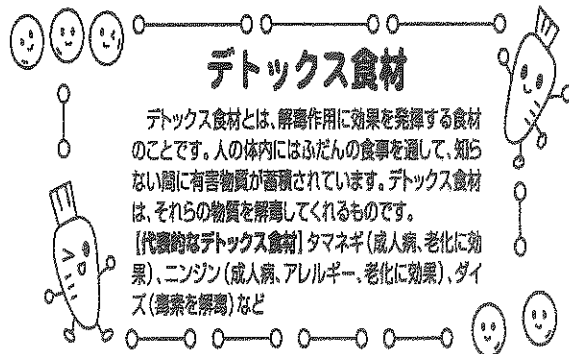 デトックス食材
デトックス食材とは、解毒作用に効果を発揮する食材
のことです。人の体内にはふだんの食事を通して、知ら
ない間に有害物質が蓄積されています。デトックス食材
は、それらの物質を解毒してくれるものです。
【代表的なデトックス食材】タマネギ(成人病、老化に効
果)、ニンジン(成人病、アレルギー、老化に効果)、ダイ
ズ(毒素を解毒)など